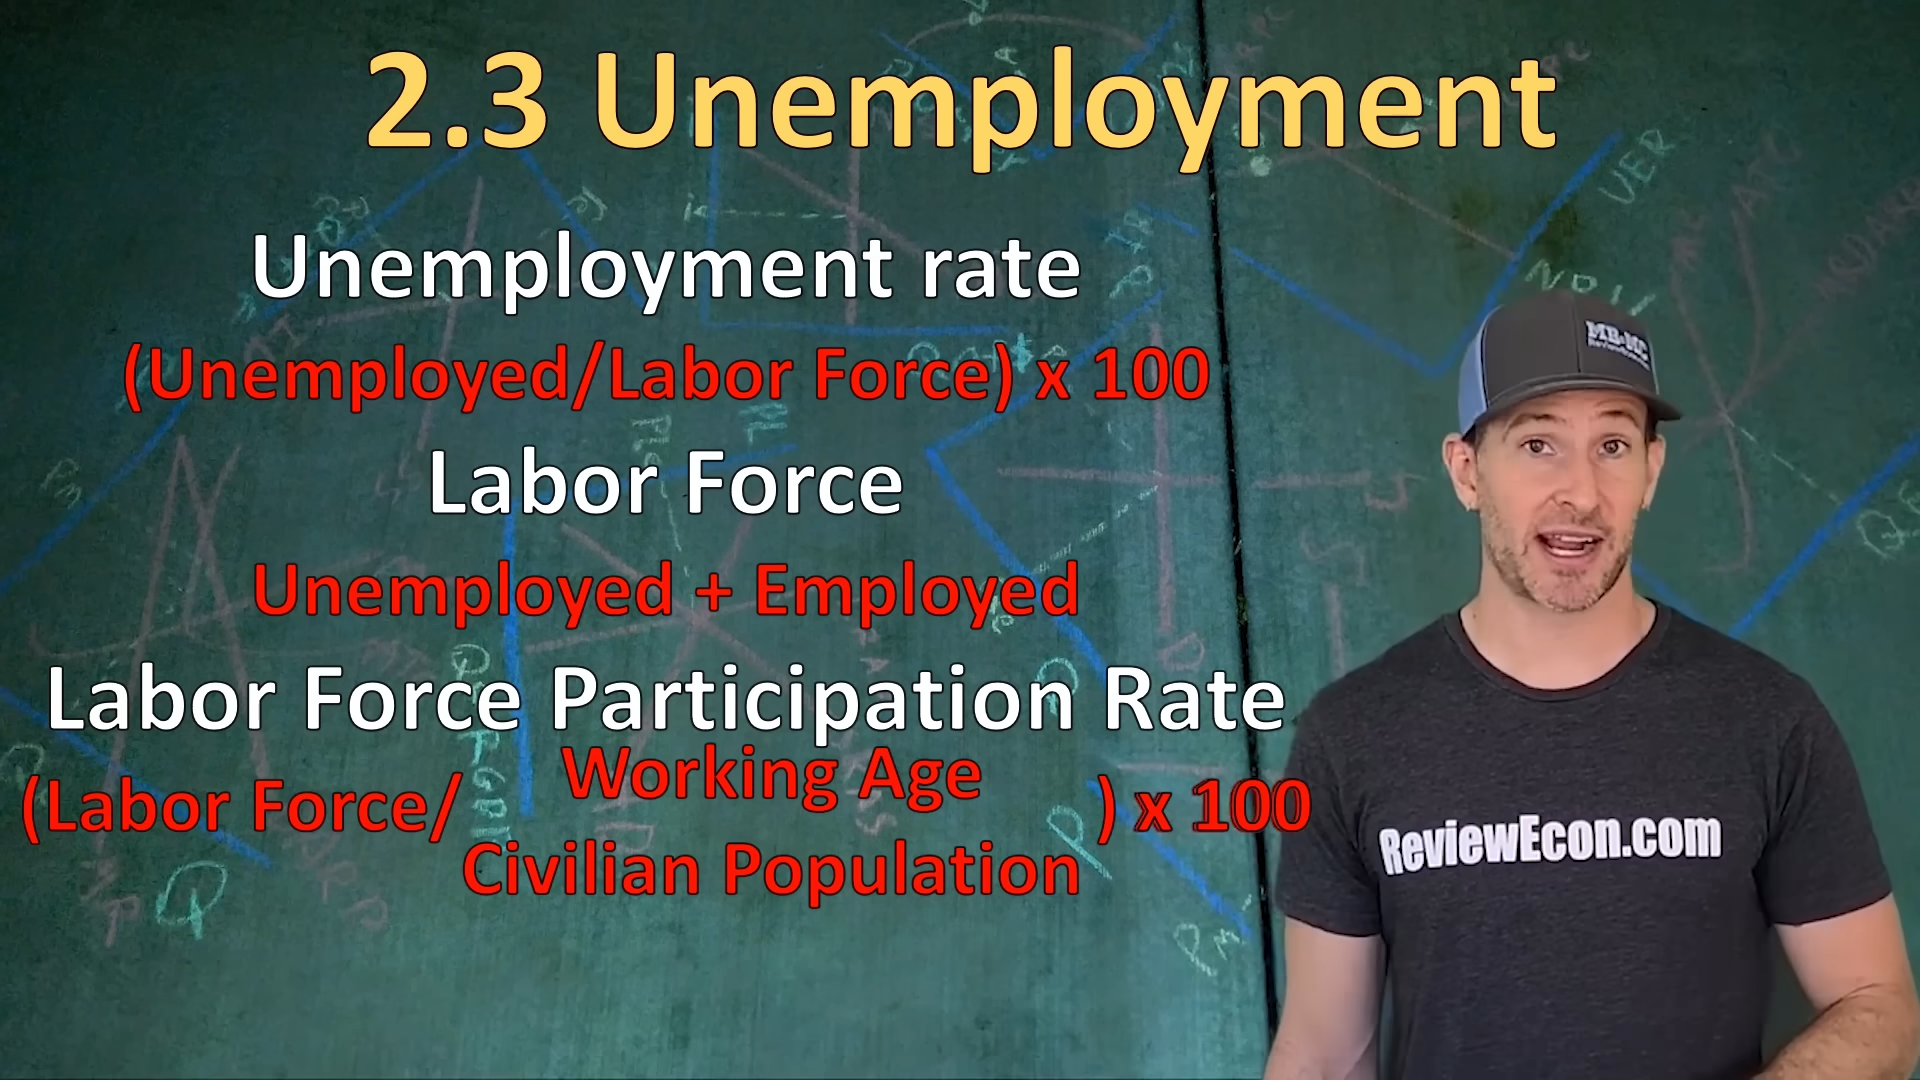 2.3 Unemployment
Unemployment rate
(Unemployed/Labor Force) x 100
Labor Force
Unemployed + Employed
Labor Force Participation Rate
(Labor Force/ Working Age Civilian Population ) x 100
MR=MC
ReviewEcon.com